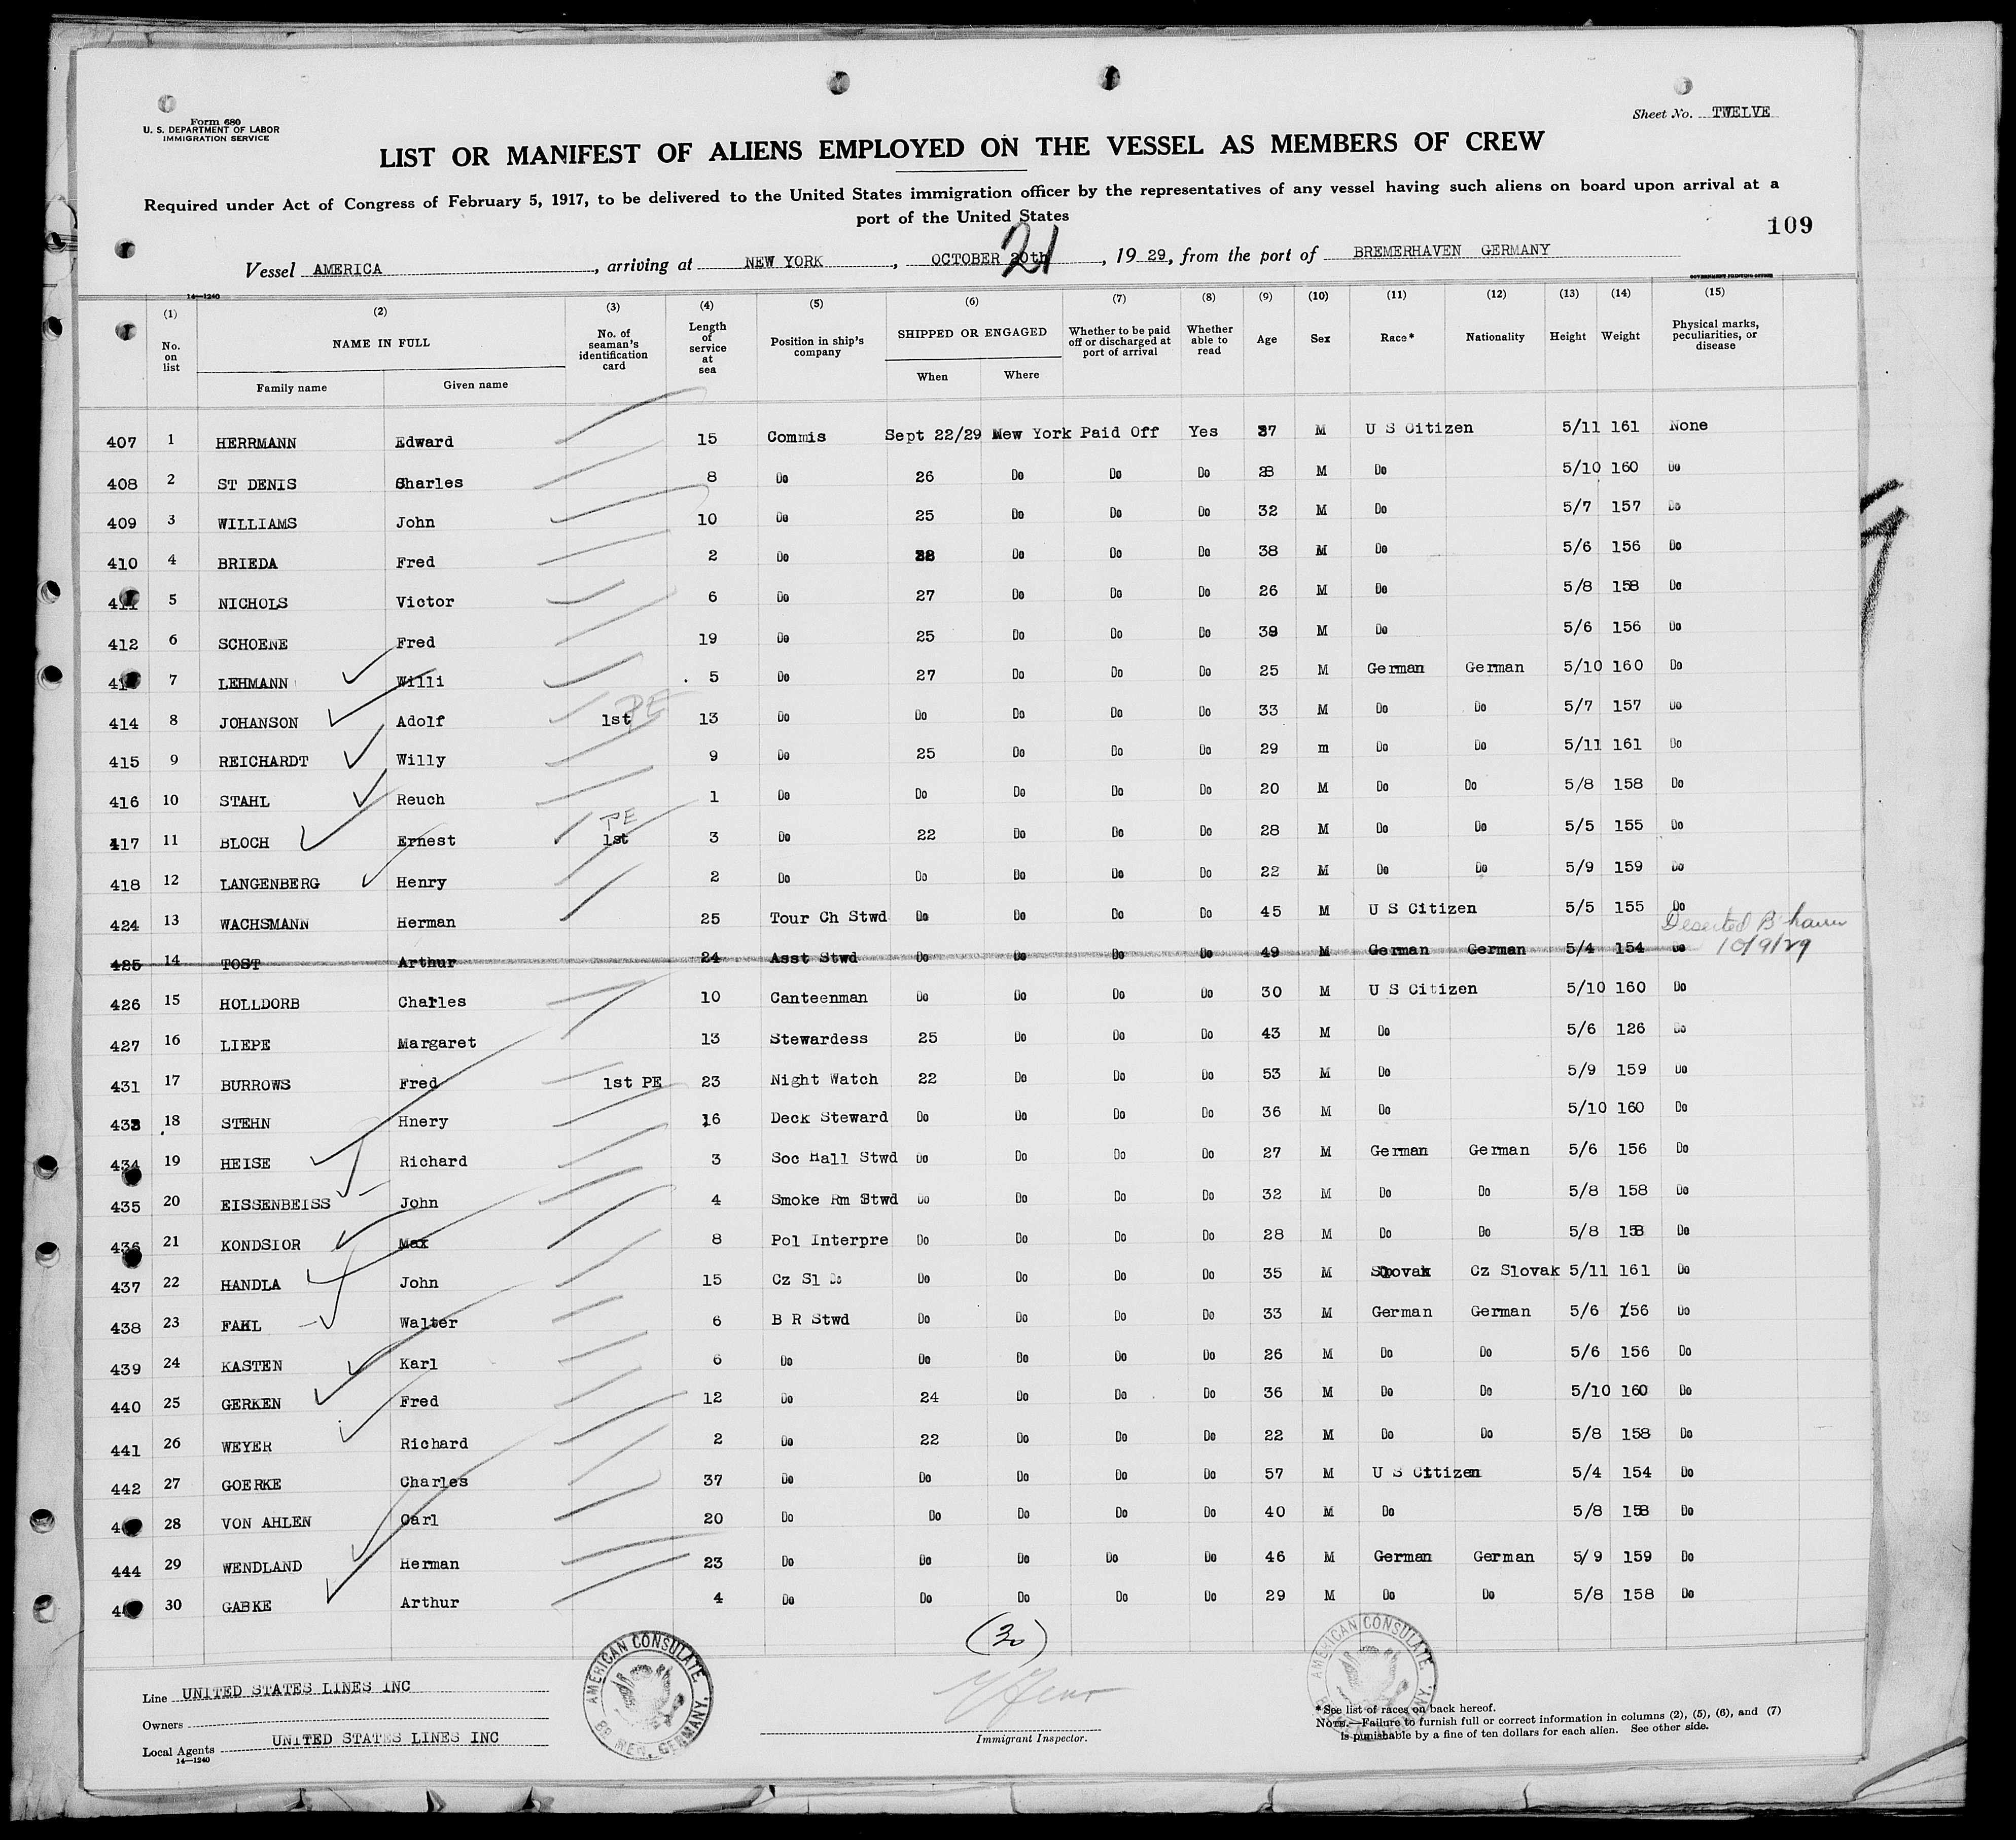 Form 680
U. S. DEPARTMENT OF LABOR
IMMIGRATION SERVICE
Sheet No. TWELVE
LIST OR MANIFEST OF ALIENS EMPLOYED ON THE VESSEL AS MEMBERS OF CREW
Required under Act of Congress of February 5, 1917, to be delivered to the United States immigration officer by the representatives of any vessel having such aliens on board upon arrival at a
port of the United States
109
Vessel AMERICA, arriving at NEW YORK, OCTOBER 20th 21, 1929, from the port of BREMERHAVEN GERMANY
14—1240
GOVERNMENT PRINTING OFFICE
(1) (2) (3) (4) (5) (6) (7) (8) (9) (10) (11) (12) (13) (14) (15)
No. on list NAME IN FULL Family name Given name No. of seaman's identification card Length of service at sea Position in ship's company SHIPPED OR ENGAGED When Where Whether to be paid off or discharged at port of arrival Whether able to read Age Sex Race* Nationality Height Weight Physical marks, peculiarities, or disease
407 1 HERRMANN Edward 15 Commis Sept 22/29 New York Paid Off Yes 37 M U S Citizen 5/11 161 None
408 2 ST DENIS Sharles 8 Do 26 Do Do Do 28 M Do 5/10 160 Do
409 3 WILLIAMS John 10 Do 25 Do Do Do 32 M Do 5/7 157 Do
410 4 BRIEDA Fred 2 Do Do Do Do 38 M Do 5/6 156 Do
5 NICHOLS Victor 6 Do 27 Do Do Do 26 M Do 5/8 158 Do
412 6 SCHOENE Fred 19 Do 25 Do Do Do 39 M Do 5/6 156 Do
7 LEHMANN Willi 5 Do 27 Do Do Do 25 M German German 5/10 160 Do
414 8 JOHANSON Adolf 1st PE 13 Do Do Do Do Do 33 M Do Do 5/7 157 Do
415 9 REICHARDT Willy 9 Do 25 Do Do Do 29 m Do Do 5/11 161 Do
416 10 STAHL Reuch 1 Do Do Do Do Do 20 M Do Do 5/8 158 Do
417 11 BLOCH Ernest 1st PE 3 Do 22 Do Do Do 28 M Do Do 5/5 155 Do
418 12 LANGENBERG Henry 2 Do Do Do Do Do 22 M Do Do 5/9 159 Do
424 13 WACHSMANN Herman 25 Tour Ch Stwd Do Do Do Do 45 M U S Citizen 5/5 155 Do
Deserted B'haven
425 14 TOST Arthur 24 Asst Stwd Do Do Do Do 49 M German German 5/4 154 Do 10/9/29
426 15 HOLLDORB Charles 10 Canteenman Do Do Do Do 30 M U S Citizen 5/10 160 Do
427 16 LIEPE Margaret 13 Stewardess 25 Do Do Do 43 M Do 5/6 126 Do
431 17 BURROWS Fred 1st PE 23 Night Watch 22 Do Do Do 53 M Do 5/9 159 Do
433 18 STEHN Hnery 16 Deck Steward Do Do Do Do 36 M Do 5/10 160 Do
434 19 HEISE Richard 3 Soc Hall Stwd Do Do Do Do 27 M German German 5/6 156 Do
435 20 EISSENBEISS John 4 Smoke Rm Stwd Do Do Do Do 32 M Do Do 5/8 158 Do
436 21 KONDSIOR Max 8 Pol Interpre Do Do Do Do 28 M Do Do 5/8 158 Do
437 22 HANDLA John 15 Cz Sl Do Do Do Do Do 35 M Slovak Cz Slovak 5/11 161 Do
438 23 FAHL Walter 6 B R Stwd Do Do Do Do 33 M German German 5/6 156 Do
439 24 KASTEN Karl 6 Do Do Do Do Do 26 M Do Do 5/6 156 Do
440 25 GERKEN Fred 12 Do 24 Do Do Do 36 M Do Do 5/10 160 Do
441 26 WEYER Richard 2 Do 22 Do Do Do 22 M Do Do 5/8 158 Do
442 27 GOERKE Charles 37 Do Do Do Do Do 57 M U S Citizen 5/4 154 Do
28 VON AHLEN Carl 20 Do Do Do Do Do 40 M Do 5/8 158 Do
444 29 WENDLAND Herman 23 Do Do Do Do Do 46 M German German 5/9 159 Do
30 GABKE Arthur 4 Do Do Do Do Do 29 M Do Do 5/8 158 Do
(30)
AMERICAN CONSULATE, BREMEN, GERMANY.
AMERICAN CONSULATE, BREMEN, GERMANY.
Line UNITED STATES LINES INC
Owners
Local Agents UNITED STATES LINES INC
14—1240
Immigrant Inspector.
*See list of races on back hereof.
NOTE.—Failure to furnish full or correct information in columns (2), (5), (6), and (7)
is punishable by a fine of ten dollars for each alien. See other side.